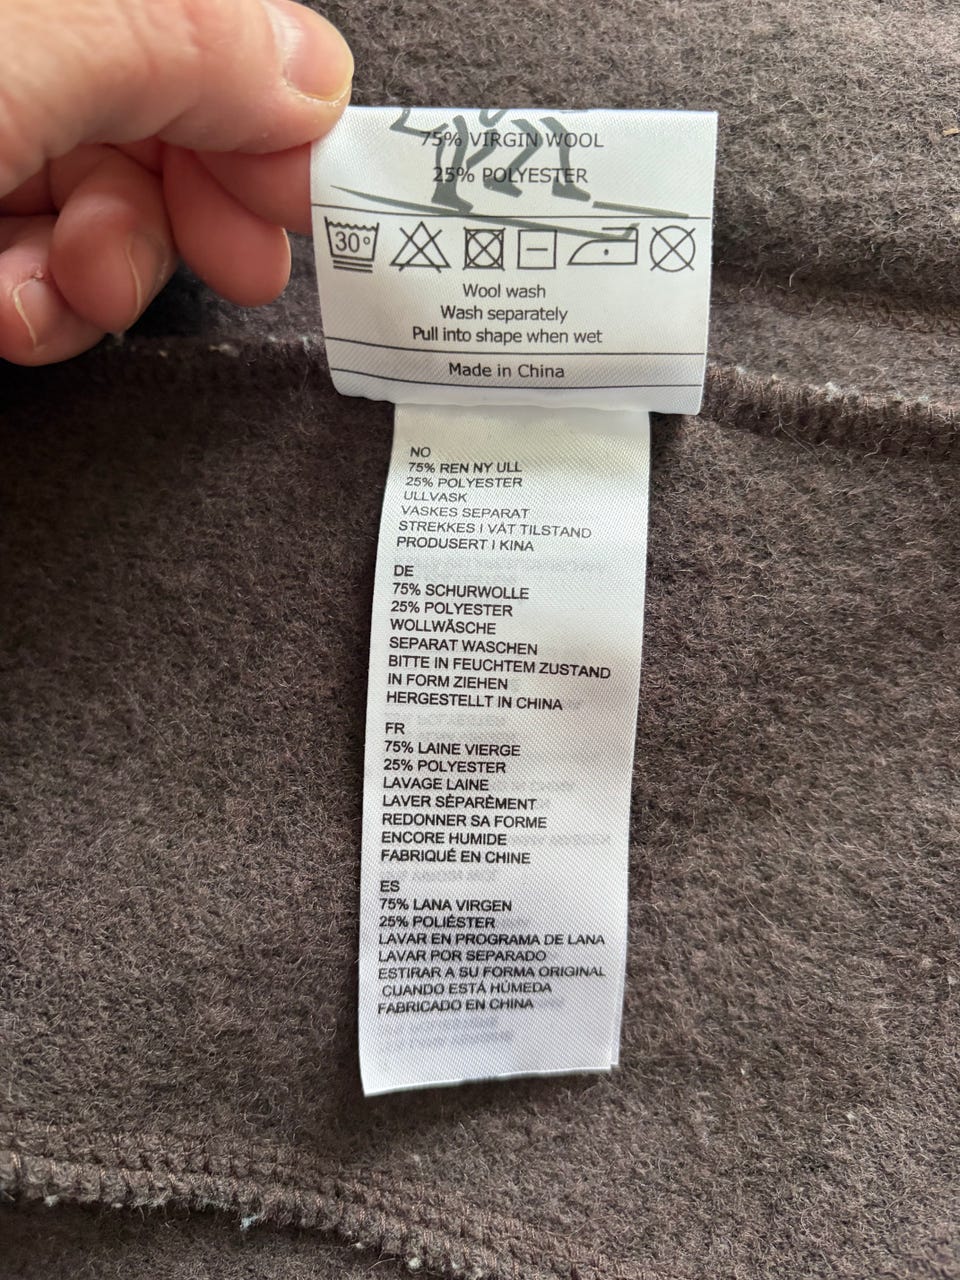 75% VIRGIN WOOL
25% POLYESTER
30°
Wool wash
Wash separately
Pull into shape when wet
Made in China
NO
75% REN NY ULL
25% POLYESTER
ULLVASK
VASKES SEPARAT
STREKKES I VÅT TILSTAND
PRODUSERT I KINA
DE
75% SCHURWOLLE
25% POLYESTER
WOLLWÄSCHE
SEPARAT WASCHEN
BITTE IN FEUCHTEM ZUSTAND
IN FORM ZIEHEN
HERGESTELLT IN CHINA
FR
75% LAINE VIERGE
25% POLYESTER
LAVAGE LAINE
LAVER SÈPARÈMENT
REDONNER SA FORME
ENCORE HUMIDE
FABRIQUÉ EN CHINE
ES
75% LANA VIRGEN
25% POLIÉSTER
LAVAR EN PROGRAMA DE LANA
LAVAR POR SEPARADO
ESTIRAR A SU FORMA ORIGINAL
CUANDO ESTÁ HÚMEDA
FABRICADO EN CHINA